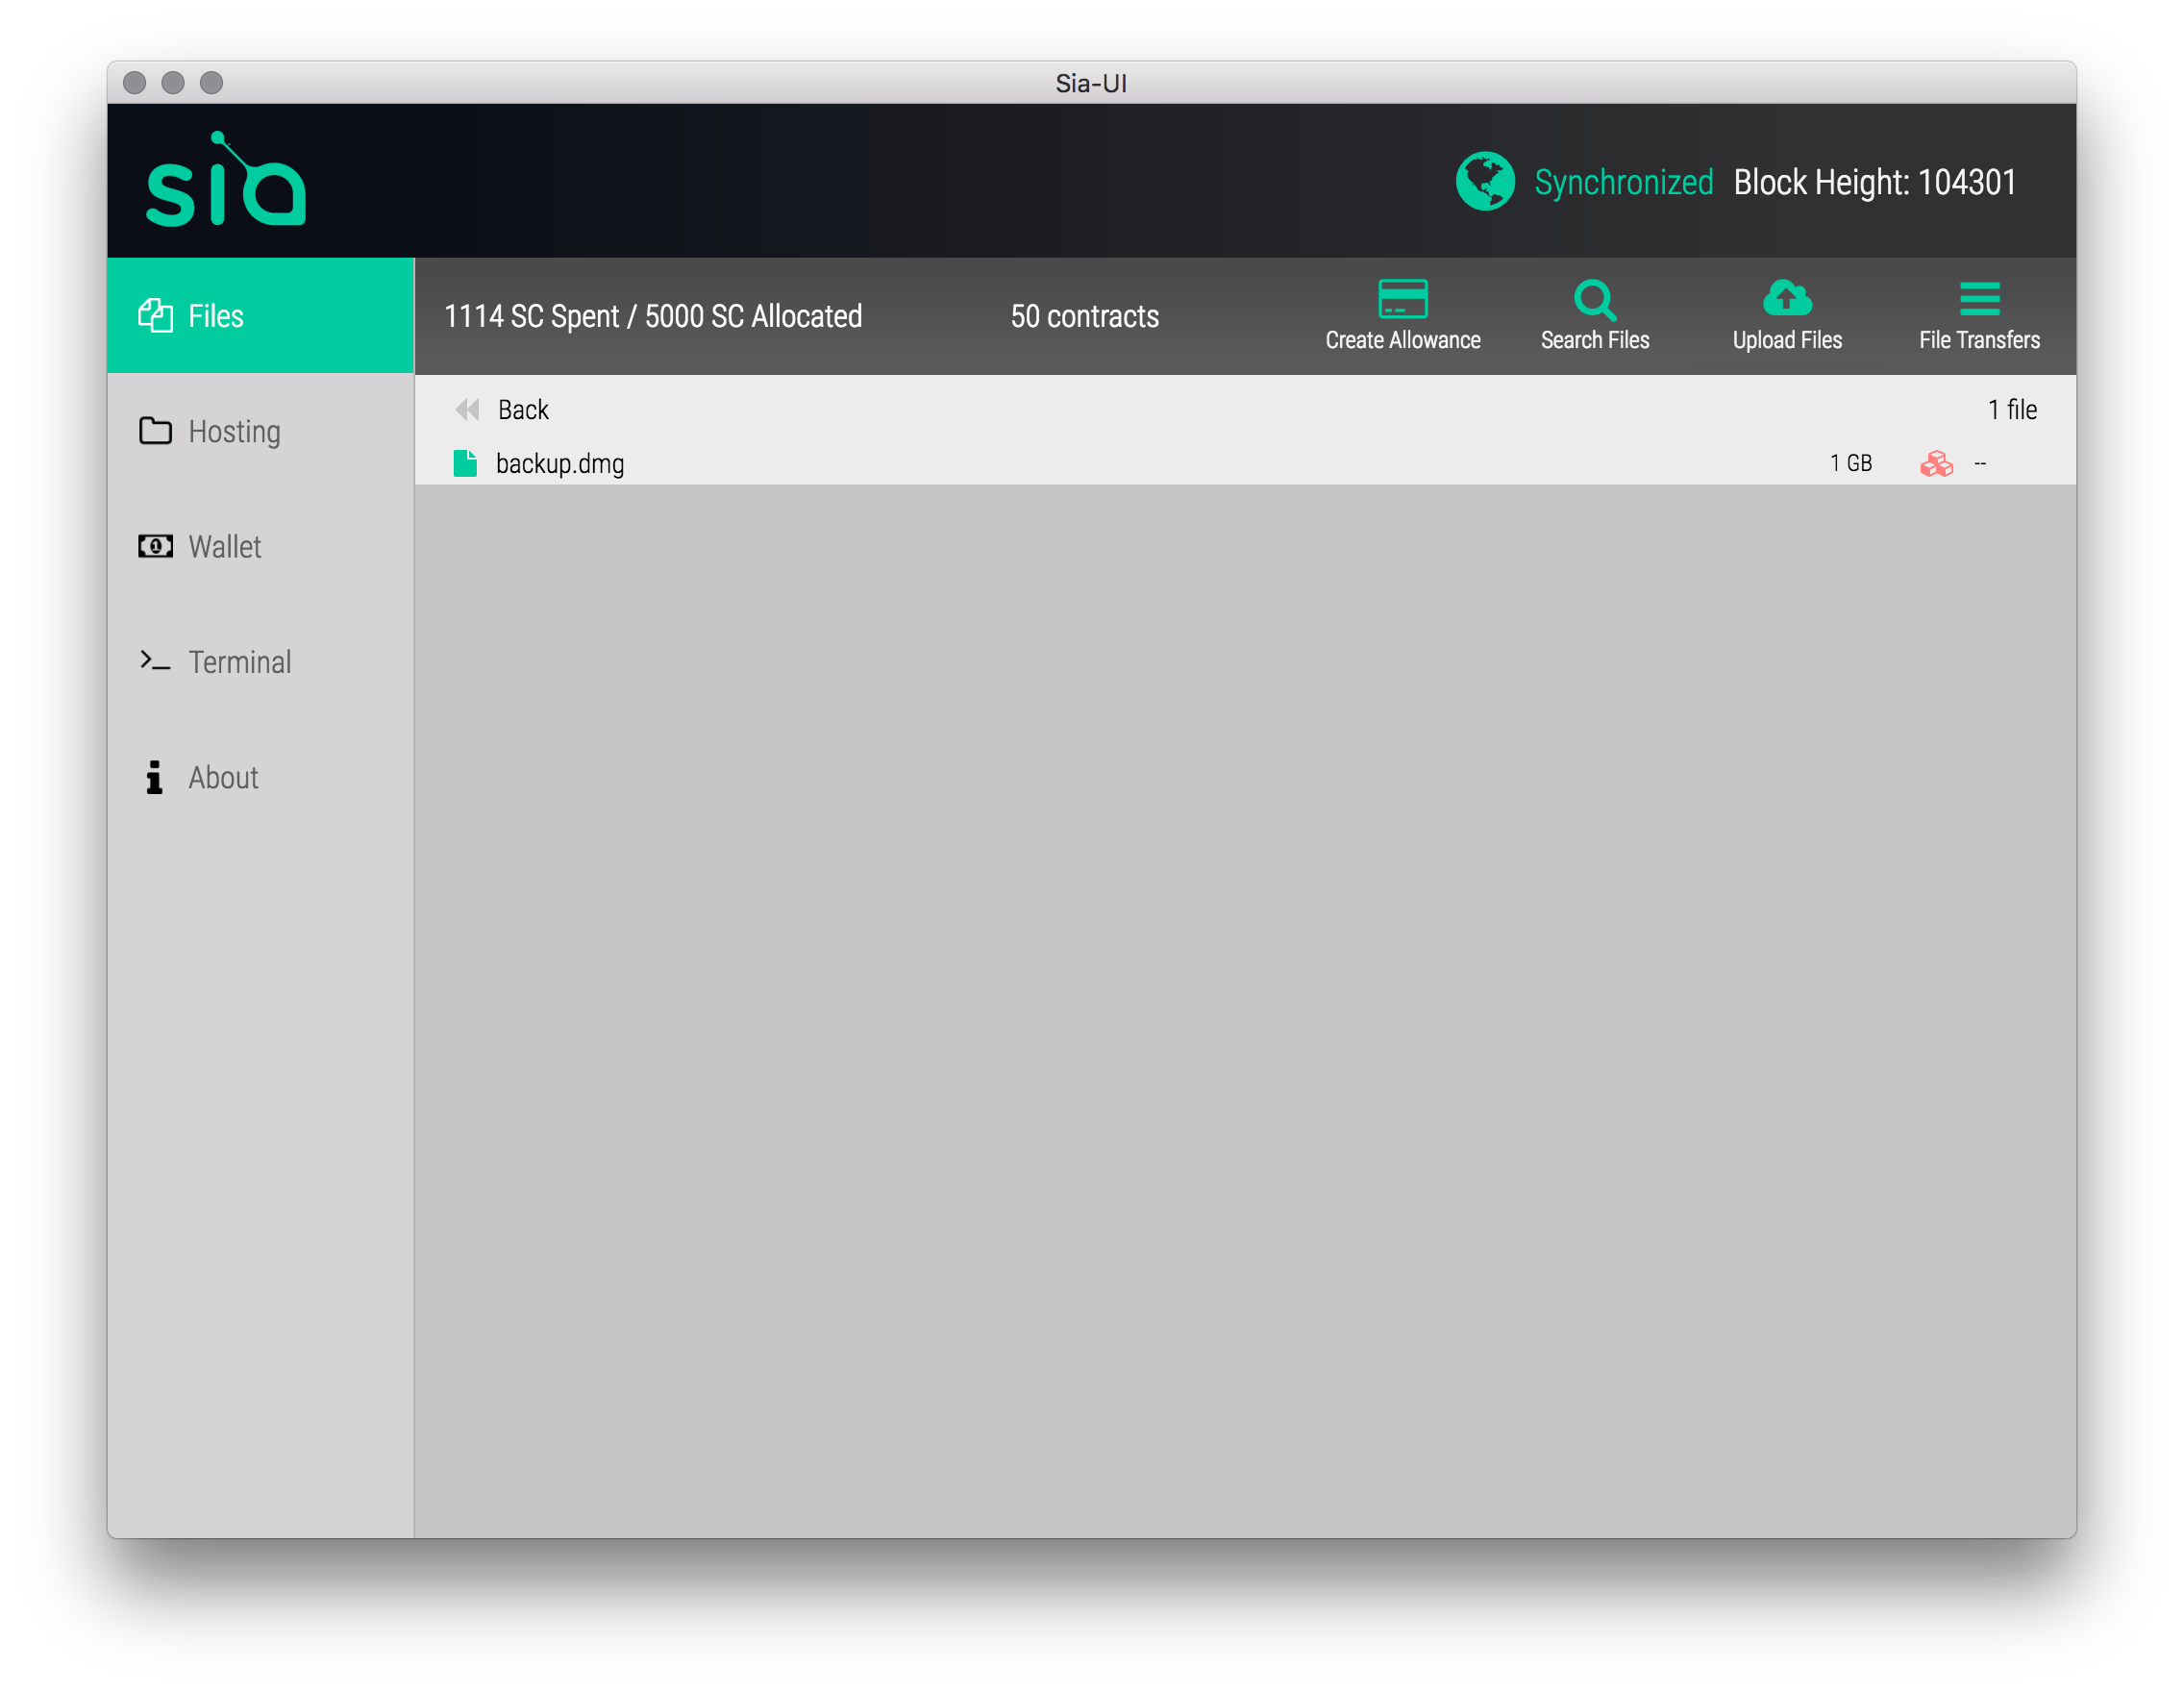 Sia-UI
sia
Synchronized Block Height: 104301
Files
1114 SC Spent / 5000 SC Allocated
50 contracts
Create Allowance
Search Files
Upload Files
File Transfers
Back
1 file
backup.dmg
1 GB
--
Hosting
Wallet
Terminal
About